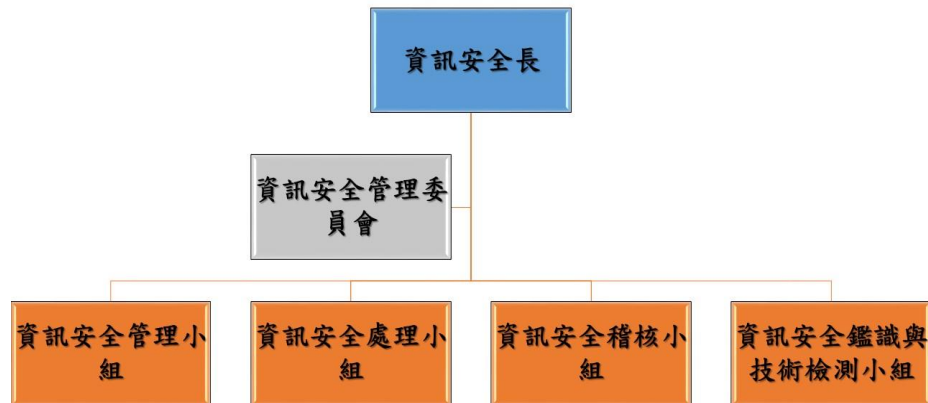 資訊安全長
資訊安全管理委
員會
資訊安全管理小
組
資訊安全處理小
組
資訊安全稽核小
組
資訊安全鑑識與
技術檢測小組